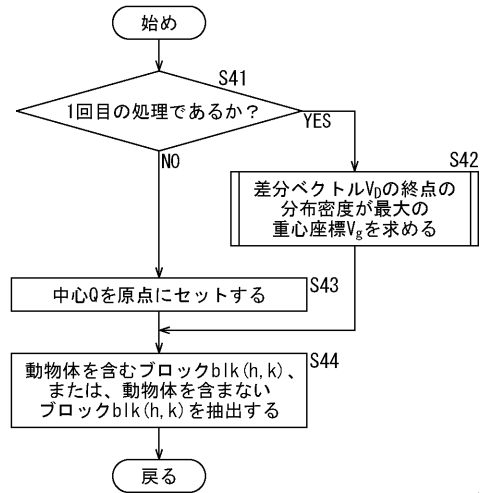 始め
S41
1回目の処理であるか？
YES
NO
S42
差分ベクトルVDの終点の
分布密度が最大の
重心座標Vgを求める
中心Qを原点にセットする
S43
動物体を含むブロックblk(h,k)、
または、動物体を含まない
ブロックblk(h,k)を抽出する
S44
戻る